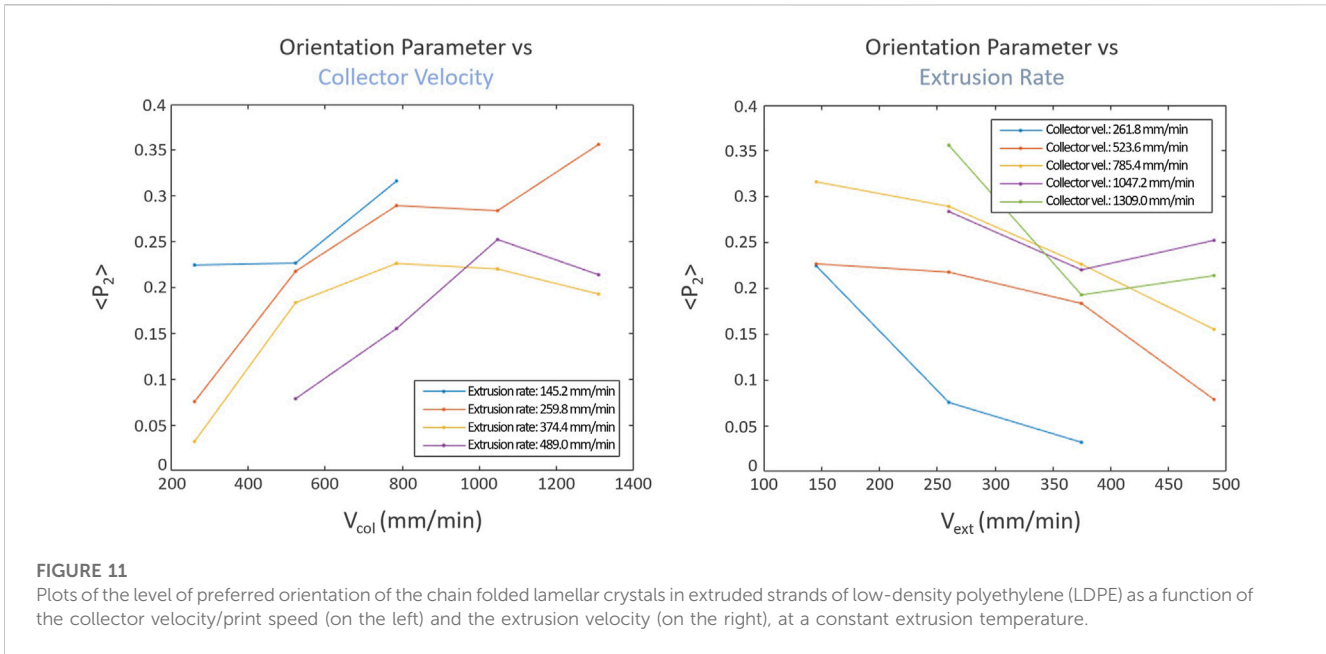 Orientation Parameter vs
Collector Velocity
0.4
0.35
0.3
0.25
0.2
0.15
0.1
0.05
0
<P2>
Extrusion rate: 145.2 mm/min
Extrusion rate: 259.8 mm/min
Extrusion rate: 374.4 mm/min
Extrusion rate: 489.0 mm/min
200 400 600 800 1000 1200 1400
Vcol (mm/min)
Orientation Parameter vs
Extrusion Rate
0.4
0.35
0.3
0.25
0.2
0.15
0.1
0.05
0
<P2>
Collector vel.: 261.8 mm/min
Collector vel.: 523.6 mm/min
Collector vel.: 785.4 mm/min
Collector vel.: 1047.2 mm/min
Collector vel.: 1309.0 mm/min
100 150 200 260 300 350 400 450 500
Vext (mm/min)
FIGURE 11
Plots of the level of preferred orientation of the chain folded lamellar crystals in extruded strands of low-density polyethylene (LDPE) as a function of
the collector velocity/print speed (on the left) and the extrusion velocity (on the right), at a constant extrusion temperature.